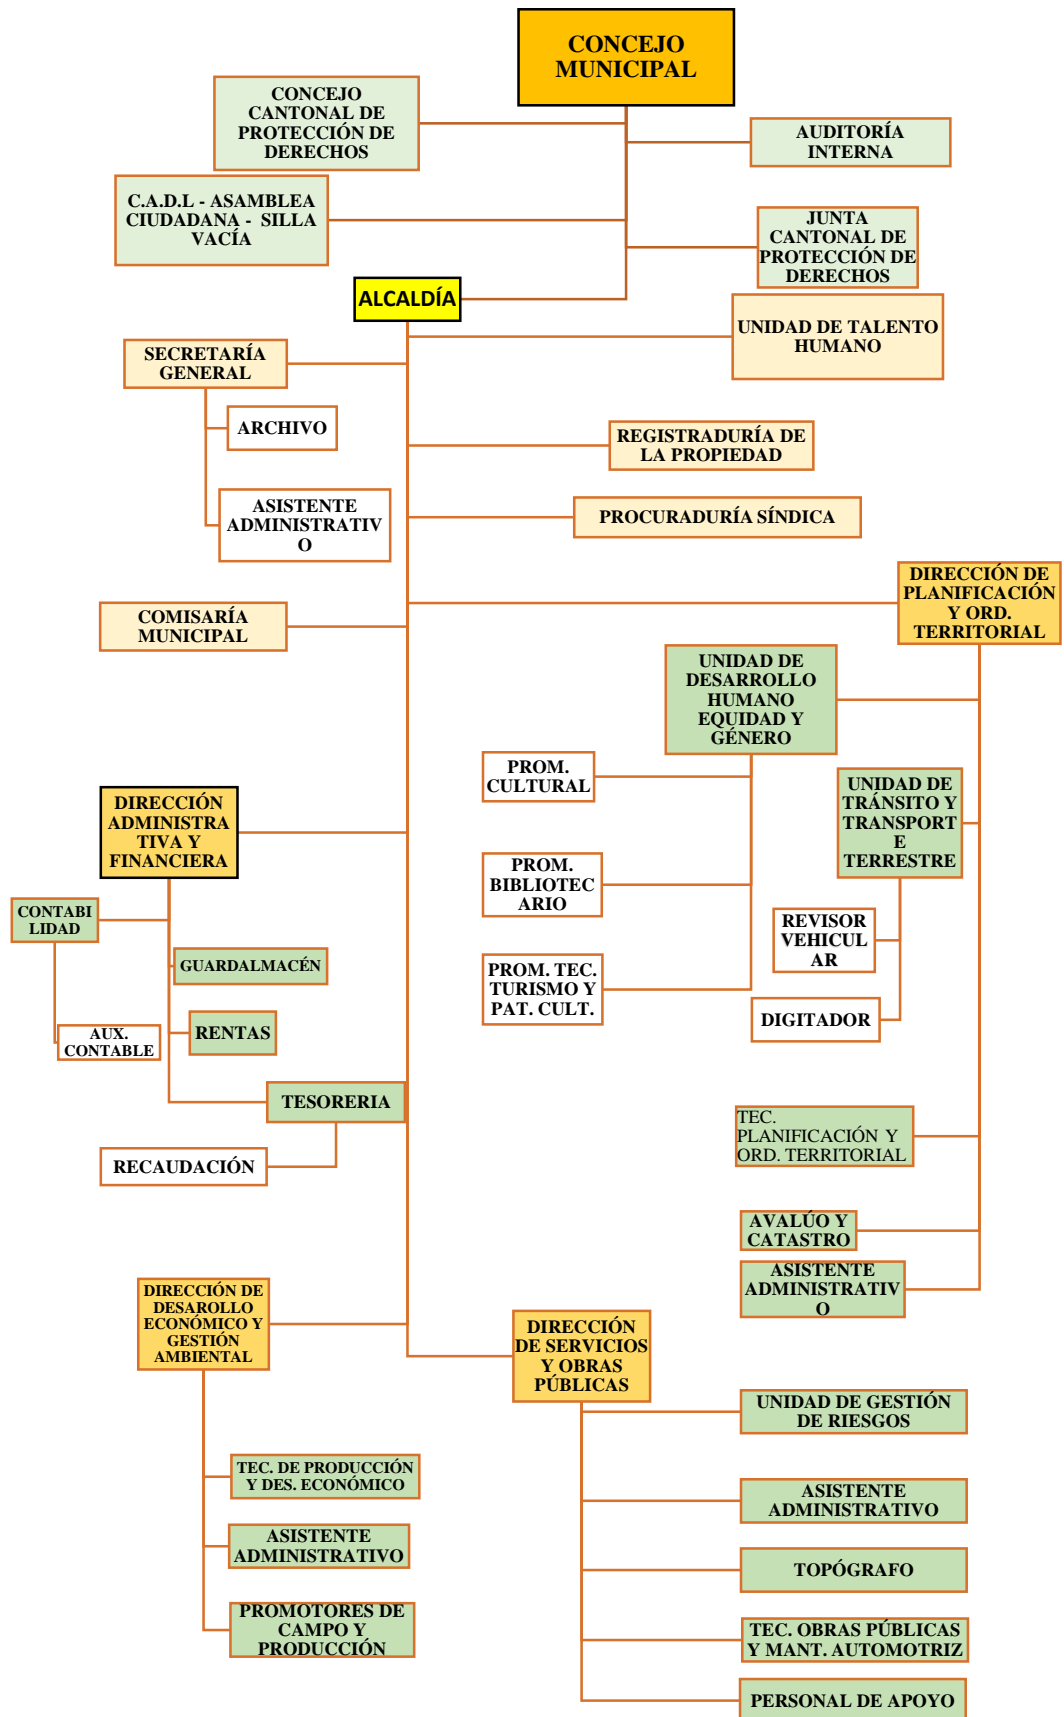 CONCEJO
MUNICIPAL
CONCEJO
CANTONAL DE
PROTECCIÓN DE
DERECHOS
AUDITORÍA
INTERNA
C.A.D.L - ASAMBLEA
CIUDADANA - SILLA
VACÍA
JUNTA
CANTONAL DE
PROTECCIÓN DE
DERECHOS
ALCALDÍA
UNIDAD DE TALENTO
HUMANO
SECRETARÍA
GENERAL
ARCHIVO
REGISTRADURÍA DE
LA PROPIEDAD
ASISTENTE
ADMINISTRATIV
O
PROCURADURÍA SÍNDICA
DIRECCIÓN DE
PLANIFICACIÓN
Y ORD.
TERRITORIAL
COMISARÍA
MUNICIPAL
UNIDAD DE
DESARROLLO
HUMANO
EQUIDAD Y
GÉNERO
PROM.
CULTURAL
UNIDAD DE
TRÁNSITO Y
TRANSPORT
E
TERRESTRE
DIRECCIÓN
ADMINISTRA
TIVA Y
FINANCIERA
PROM.
BIBLIOTEC
ARIO
CONTABI
LIDAD
REVISOR
VEHICUL
AR
GUARDALMACÉN
PROM. TEC.
TURISMO Y
PAT. CULT.
DIGITADOR
RENTAS
AUX.
CONTABLE
TESORERIA
TEC.
PLANIFICACIÓN Y
ORD. TERRITORIAL
RECAUDACIÓN
AVALÚO Y
CATASTRO
ASISTENTE
ADMINISTRATIV
O
DIRECCIÓN DE
DESAROLLO
ECONÓMICO Y
GESTIÓN
AMBIENTAL
DIRECCIÓN
DE SERVICIOS
Y OBRAS
PÚBLICAS
UNIDAD DE GESTIÓN
DE RIESGOS
TEC. DE PRODUCCIÓN
Y DES. ECONÓMICO
ASISTENTE
ADMINISTRATIVO
ASISTENTE
ADMINISTRATIVO
TOPÓGRAFO
PROMOTORES DE
CAMPO Y
PRODUCCIÓN
TEC. OBRAS PÚBLICAS
Y MANT. AUTOMOTRIZ
PERSONAL DE APOYO